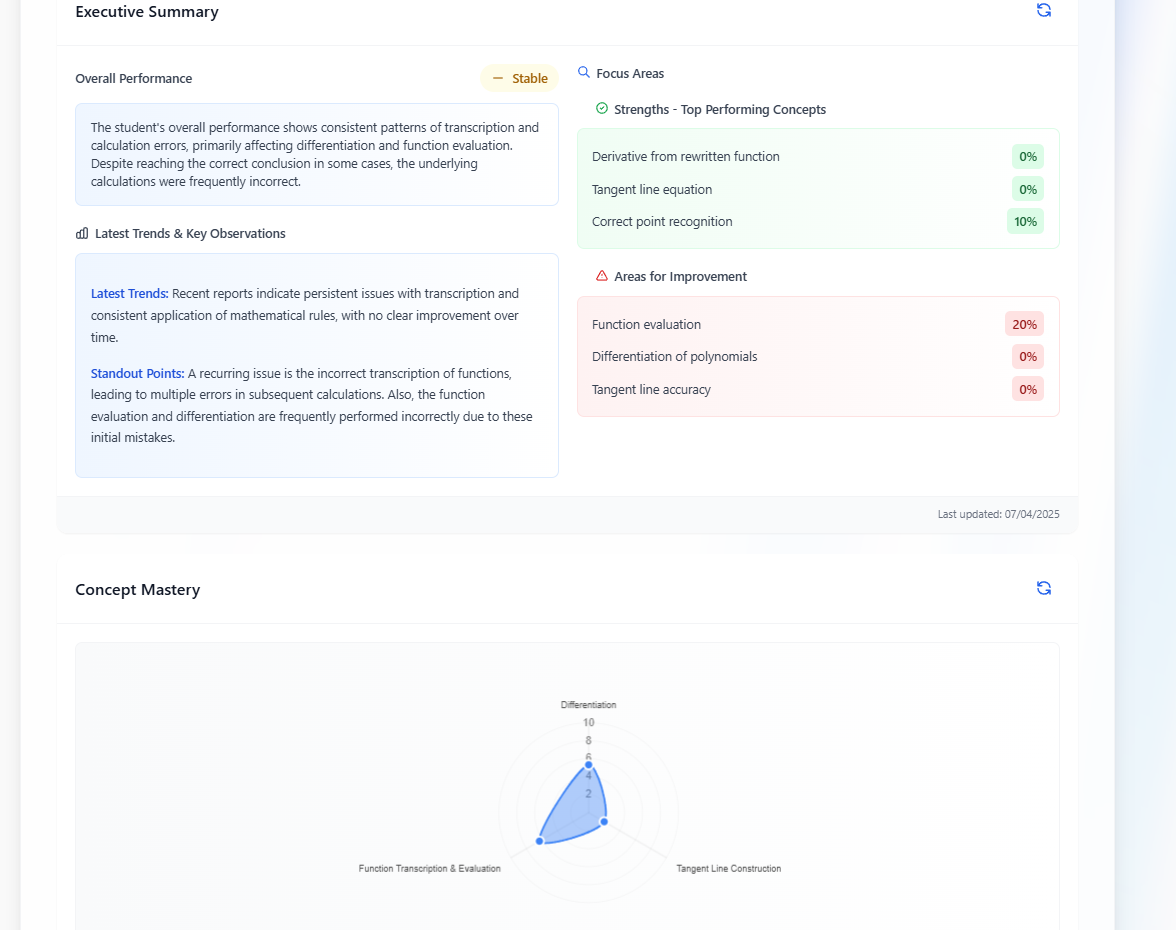 Executive Summary
Overall Performance
Stable
The student's overall performance shows consistent patterns of transcription and
calculation errors, primarily affecting differentiation and function evaluation.
Despite reaching the correct conclusion in some cases, the underlying
calculations were frequently incorrect.
Latest Trends & Key Observations
Latest Trends: Recent reports indicate persistent issues with transcription and
consistent application of mathematical rules, with no clear improvement over
time.
Standout Points: A recurring issue is the incorrect transcription of functions,
leading to multiple errors in subsequent calculations. Also, the function
evaluation and differentiation are frequently performed incorrectly due to these
initial mistakes.
Focus Areas
Strengths - Top Performing Concepts
Derivative from rewritten function 0%
Tangent line equation 0%
Correct point recognition 10%
Areas for Improvement
Function evaluation 20%
Differentiation of polynomials 0%
Tangent line accuracy 0%
Last updated: 07/04/2025
Concept Mastery
Differentiation
10
8
6
4
2
Function Transcription & Evaluation
Tangent Line Construction